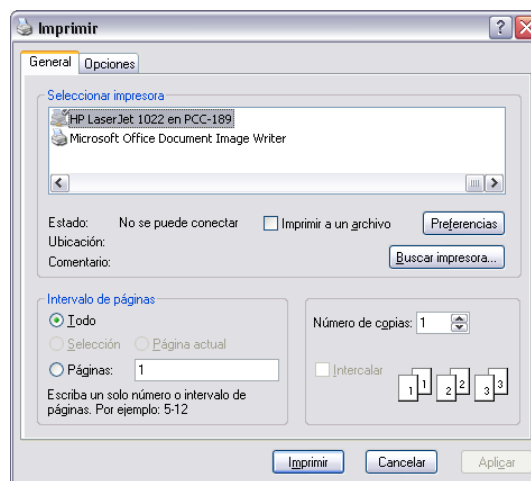 Imprimir
General Opciones
Seleccionar impresora
HP LaserJet 1022 en PCC-189
Microsoft Office Document Image Writer
Estado: No se puede conectar
Imprimir a un archivo
Preferencias
Ubicación:
Comentario:
Buscar impresora...
Intervalo de páginas
Todo
Selección Página actual
Páginas: 1
Escriba un solo número o intervalo de
páginas. Por ejemplo: 5-12
Número de copias: 1
Intercalar
1 1 2 2 3 3
Imprimir Cancelar Aplicar